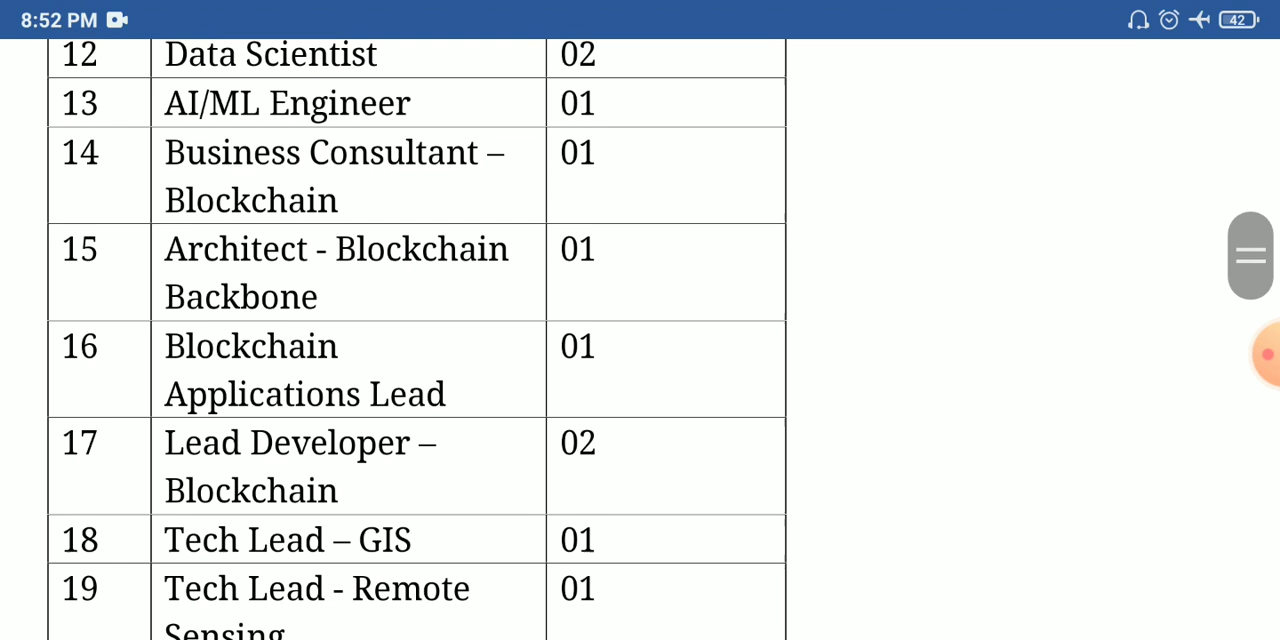 8:52 PM
42
12 Data Scientist 02
13 AI/ML Engineer 01
14 Business Consultant – 01
Blockchain
15 Architect - Blockchain 01
Backbone
16 Blockchain 01
Applications Lead
17 Lead Developer – 02
Blockchain
18 Tech Lead – GIS 01
19 Tech Lead - Remote 01
Sensing